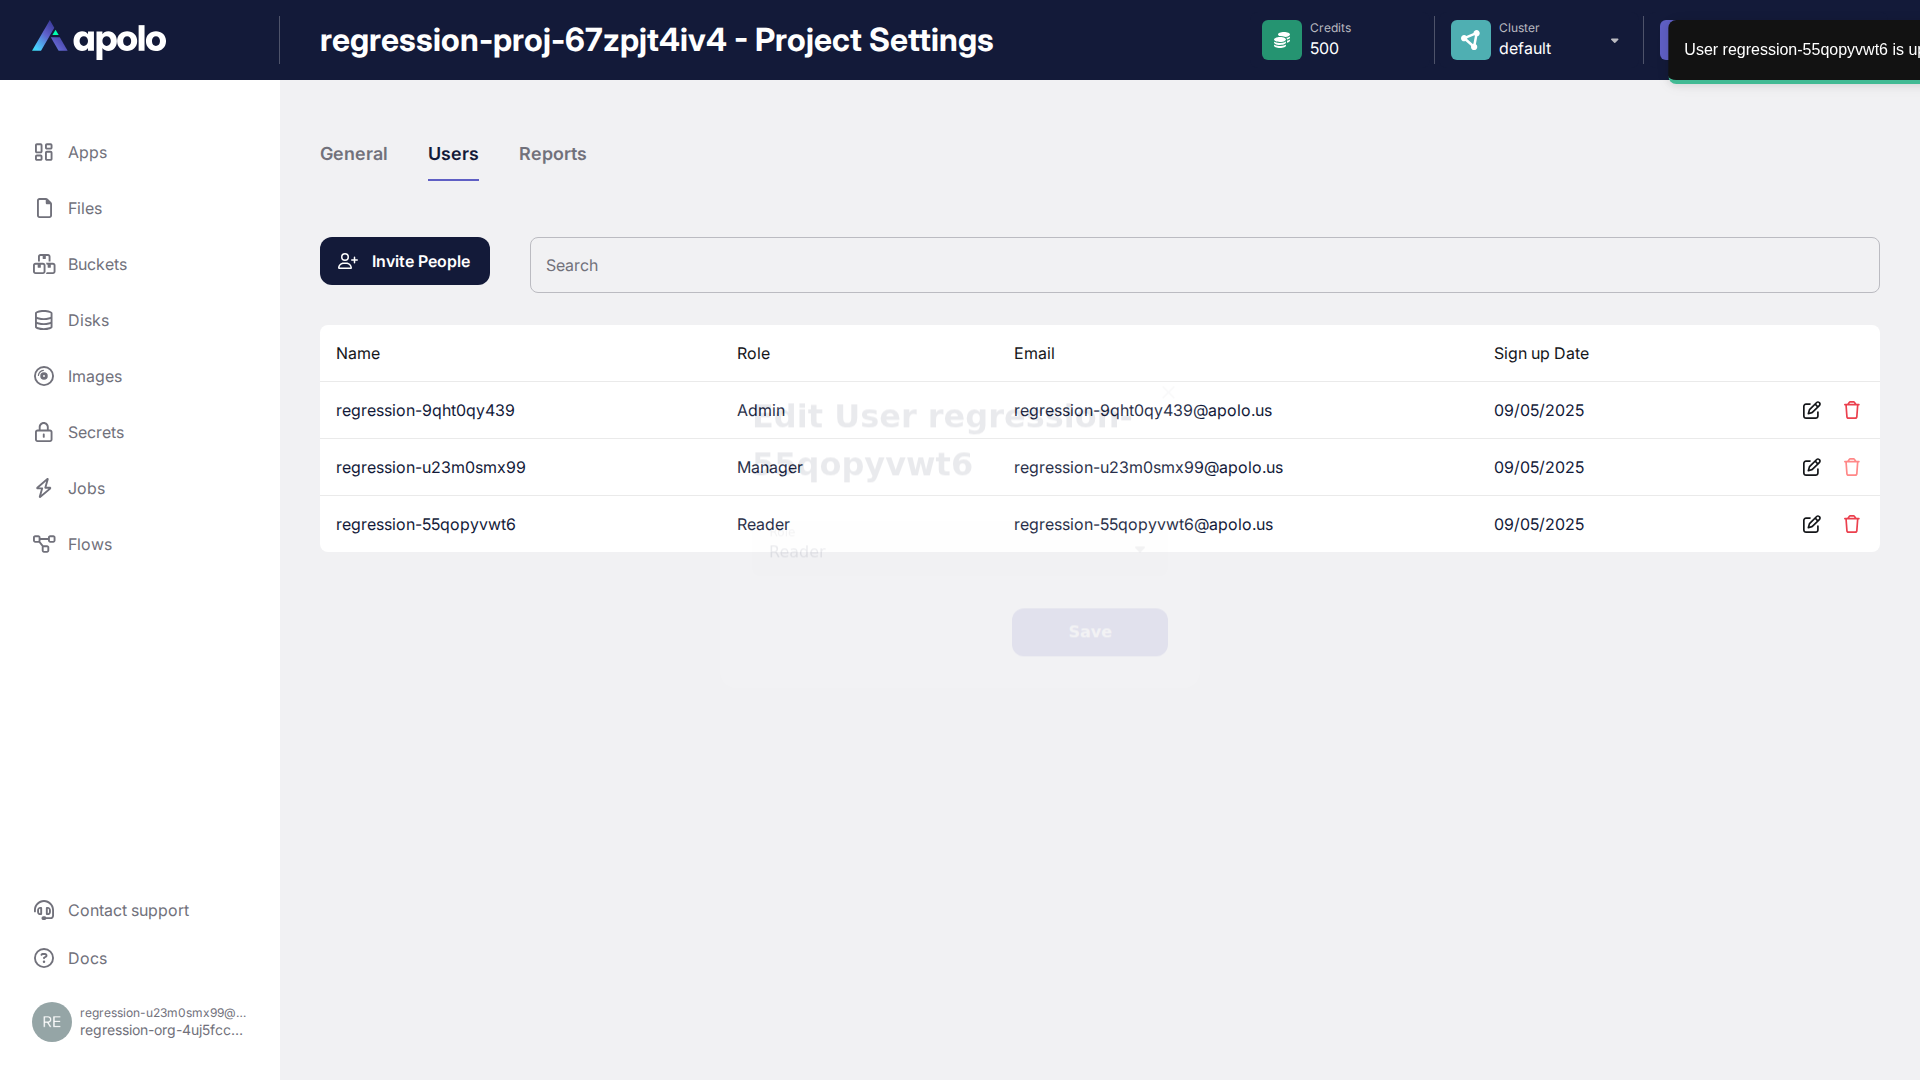 apolo
regression-proj-67zpjt4iv4 - Project Settings
Credits
500
Cluster
default
User regression-55qopyvwt6 is
Apps
Files
Buckets
Disks
Images
Secrets
Jobs
Flows
General
Users
Reports
Invite People
Search
Name Role Email Sign up Date
regression-9qht0qy439 Admin regression-9qht0qy439@apolo.us 09/05/2025
regression-u23m0smx99 Manager regression-u23m0smx99@apolo.us 09/05/2025
regression-55qopyvwt6 Reader regression-55qopyvwt6@apolo.us 09/05/2025
Edit User regression-
55qopyvwt6
Reader
Save
Contact support
Docs
RE
regression-u23m0smx99@...
regression-org-4uj5fcc...